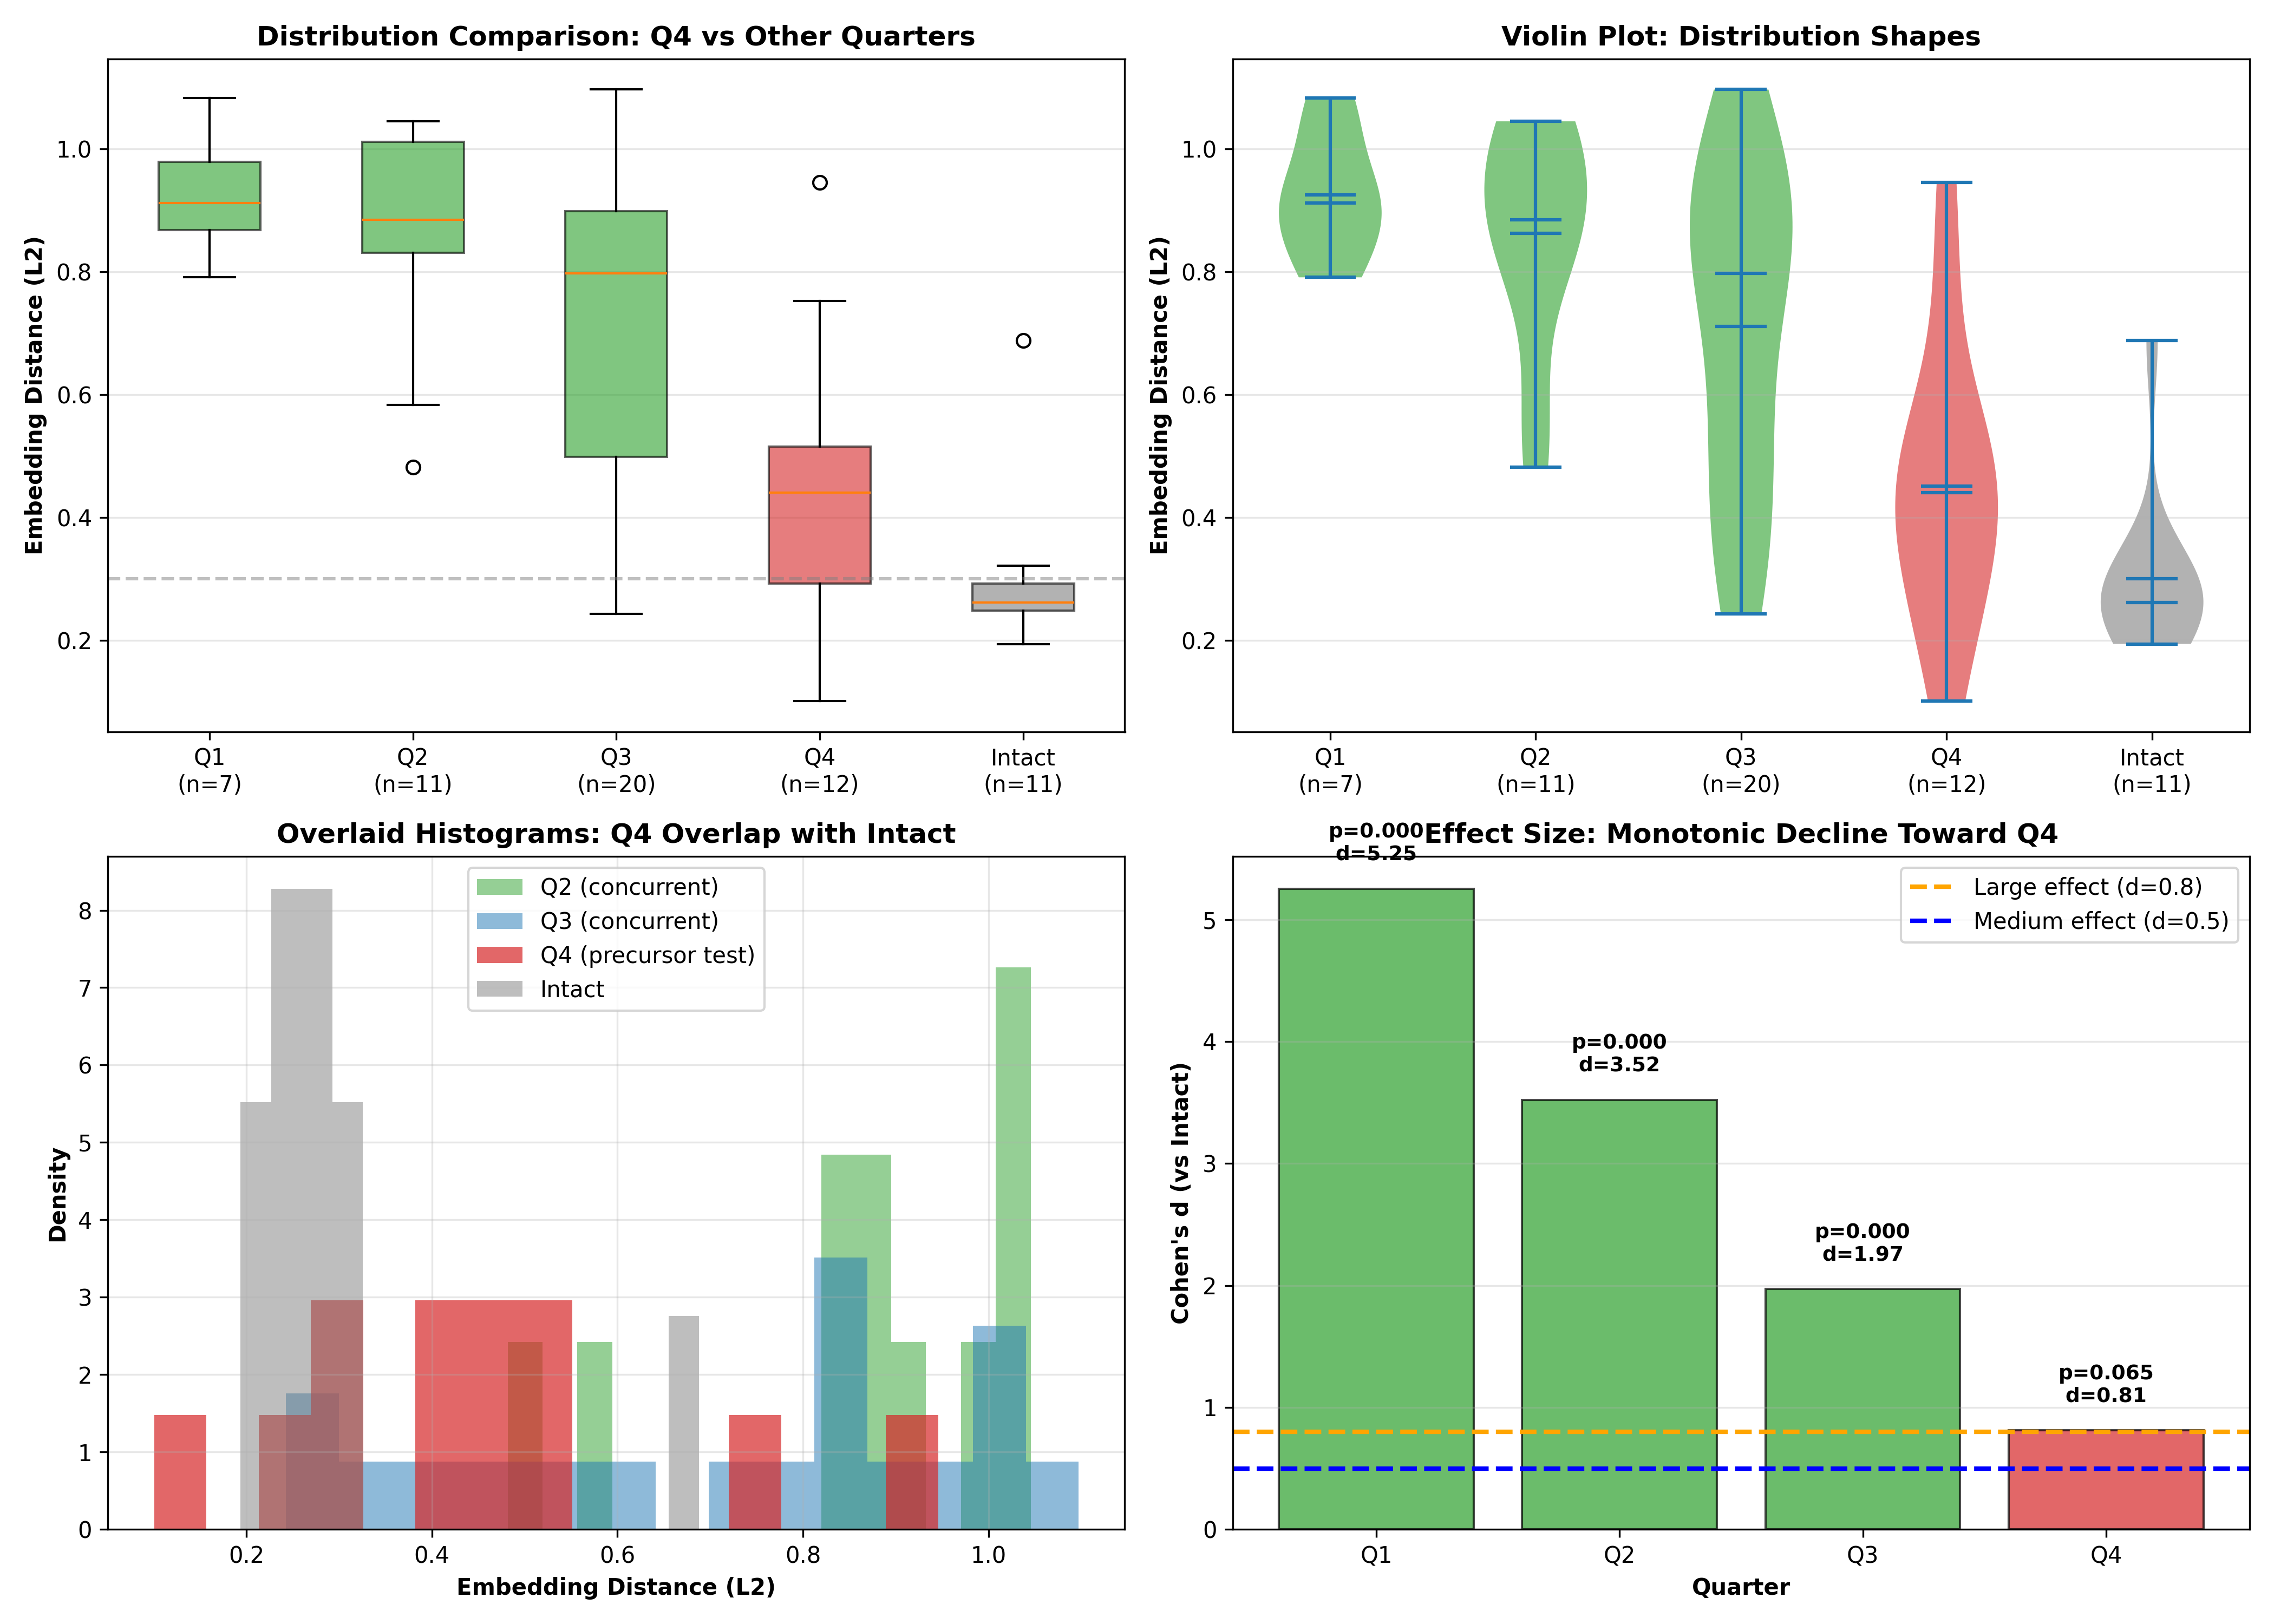 Distribution Comparison: Q4 vs Other Quarters
Embedding Distance (L2)
1.0
0.8
0.6
0.4
0.2
Q1
(n=7)
Q2
(n=11)
Q3
(n=20)
Q4
(n=12)
Intact
(n=11)
Violin Plot: Distribution Shapes
Embedding Distance (L2)
1.0
0.8
0.6
0.4
0.2
Q1
(n=7)
Q2
(n=11)
Q3
(n=20)
Q4
(n=12)
Intact
(n=11)
Overlaid Histograms: Q4 Overlap with Intact
Density
8
7
6
5
4
3
2
1
0
Q2 (concurrent)
Q3 (concurrent)
Q4 (precursor test)
Intact
0.2
0.4
0.6
0.8
1.0
Embedding Distance (L2)
Effect Size: Monotonic Decline Toward Q4
Cohen's d (vs Intact)
5
4
3
2
1
0
p=0.000
d=5.25
p=0.000
d=3.52
p=0.000
d=1.97
p=0.065
d=0.81
Large effect (d=0.8)
Medium effect (d=0.5)
Q1
Q2
Q3
Q4
Quarter